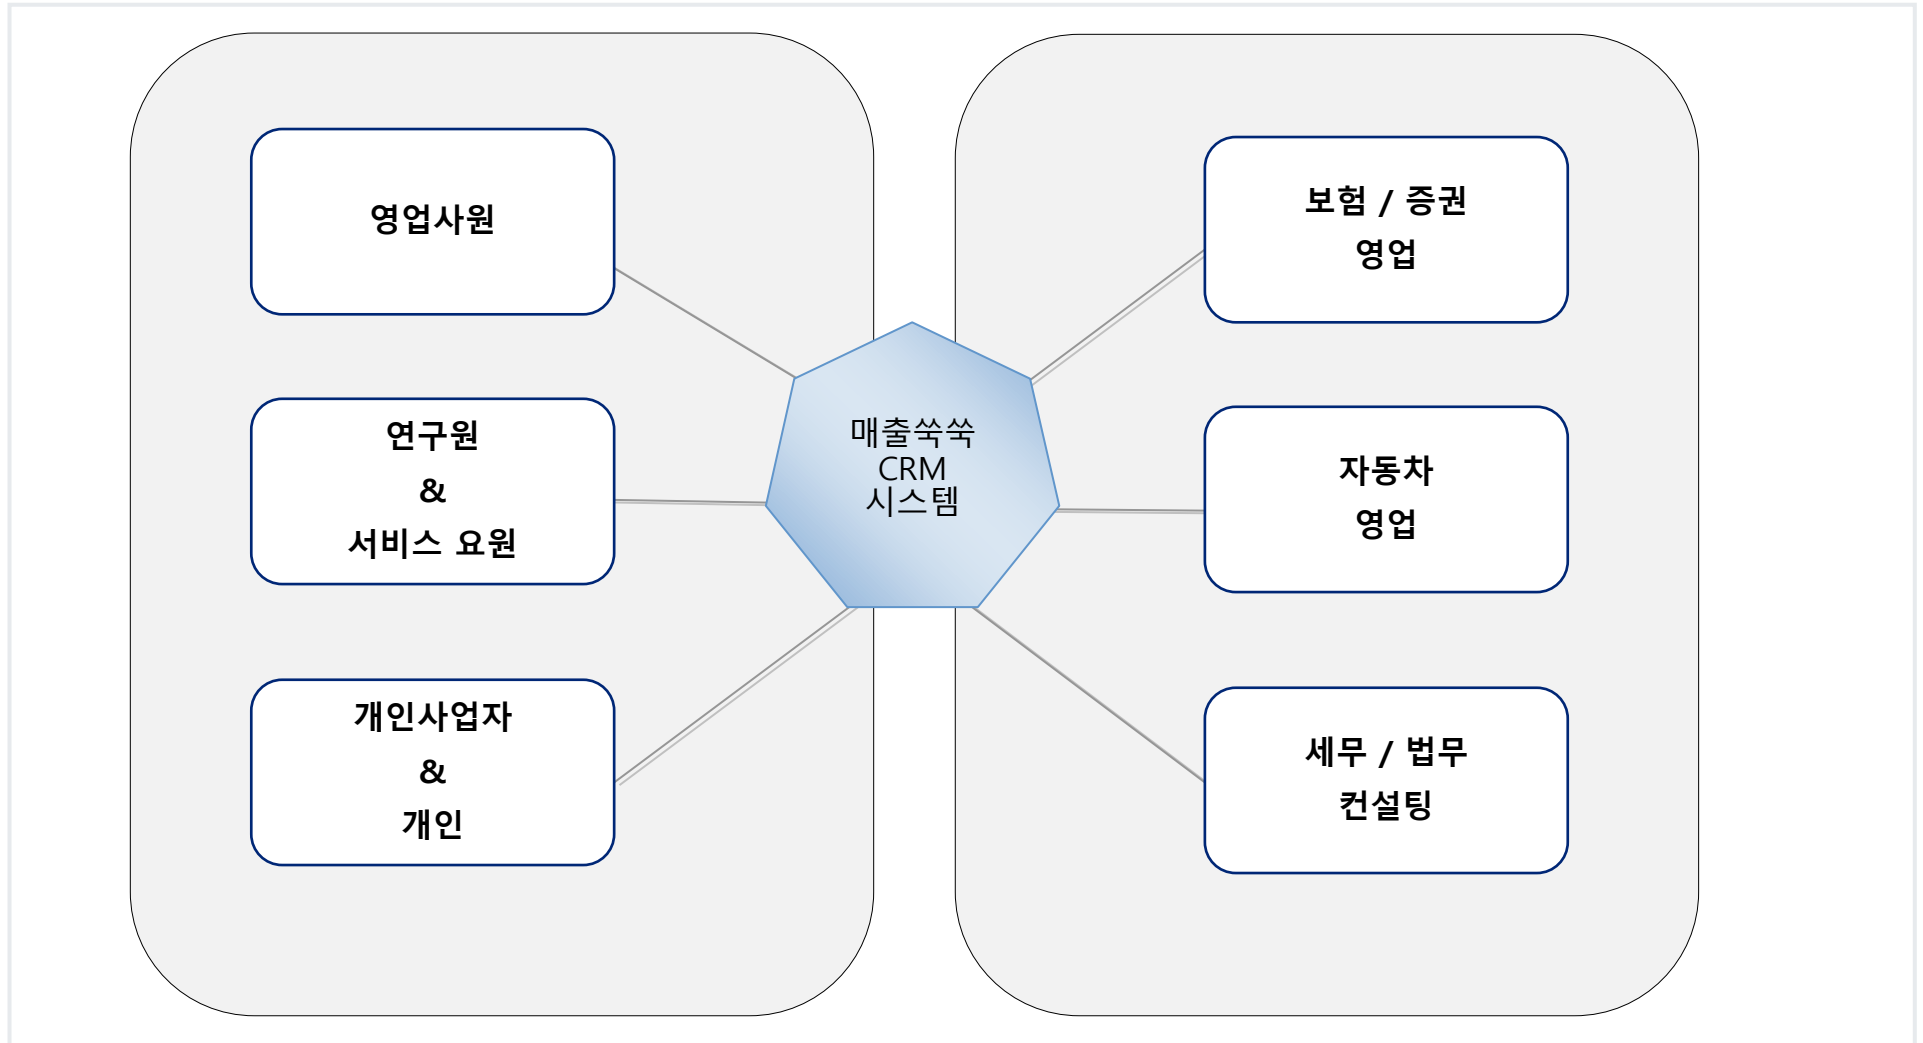 영업사원
연구원
&
서비스 요원
개인사업자
&
개인
매출쑥쑥
CRM
시스템
보험 / 증권
영업
자동차
영업
세무 / 법무
컨설팅